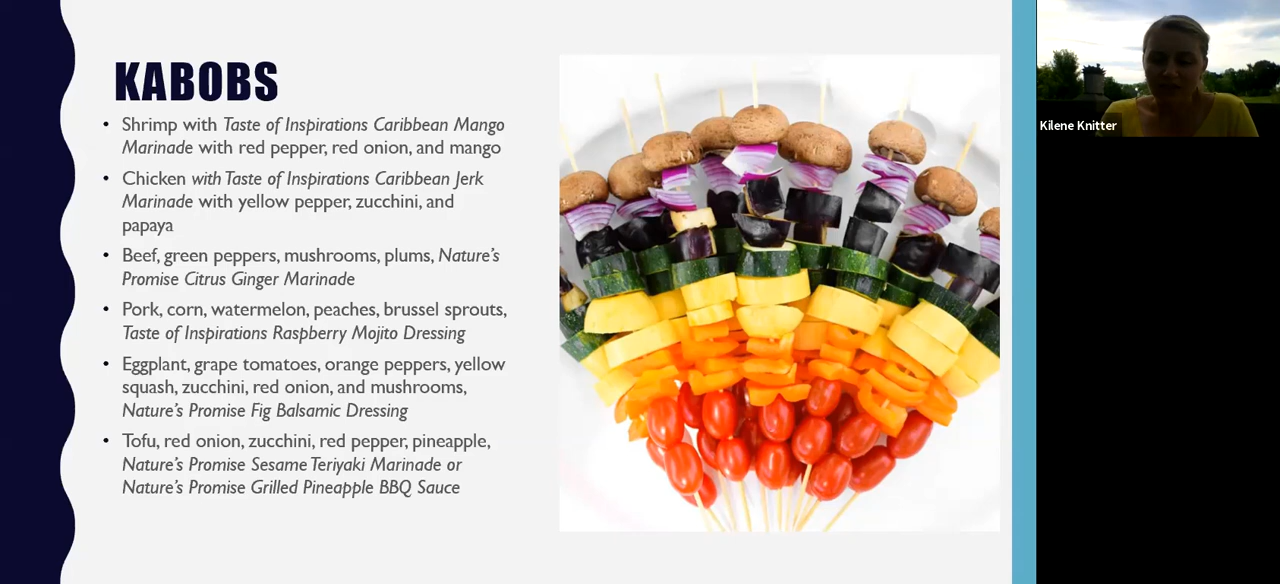 KABOBS
• Shrimp with Taste of Inspirations Caribbean Mango
Marinade with red pepper, red onion, and mango
• Chicken with Taste of Inspirations Caribbean Jerk
Marinade with yellow pepper, zucchini, and
papaya
• Beef, green peppers, mushrooms, plums, Nature's
Promise Citrus Ginger Marinade
• Pork, corn, watermelon, peaches, brussel sprouts,
Taste of Inspirations Raspberry Mojito Dressing
• Eggplant, grape tomatoes, orange peppers, yellow
squash, zucchini, red onion, and mushrooms,
Nature's Promise Fig Balsamic Dressing
• Tofu, red onion, zucchini, red pepper, pineapple,
Nature's Promise Sesame Teriyaki Marinade or
Nature's Promise Grilled Pineapple BBQ Sauce
Kilene Knitter